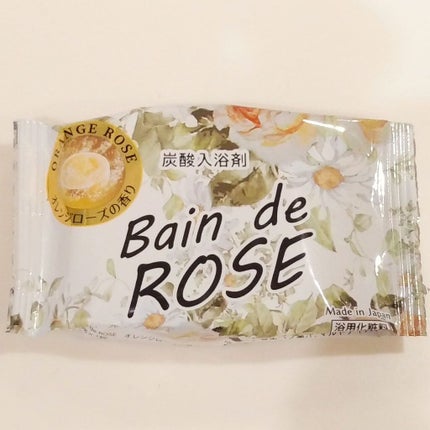 ORANGE ROSE
オレンジローズの香り
炭酸入浴剤
Bain de
ROSE
Made in Japan
浴用化粧料